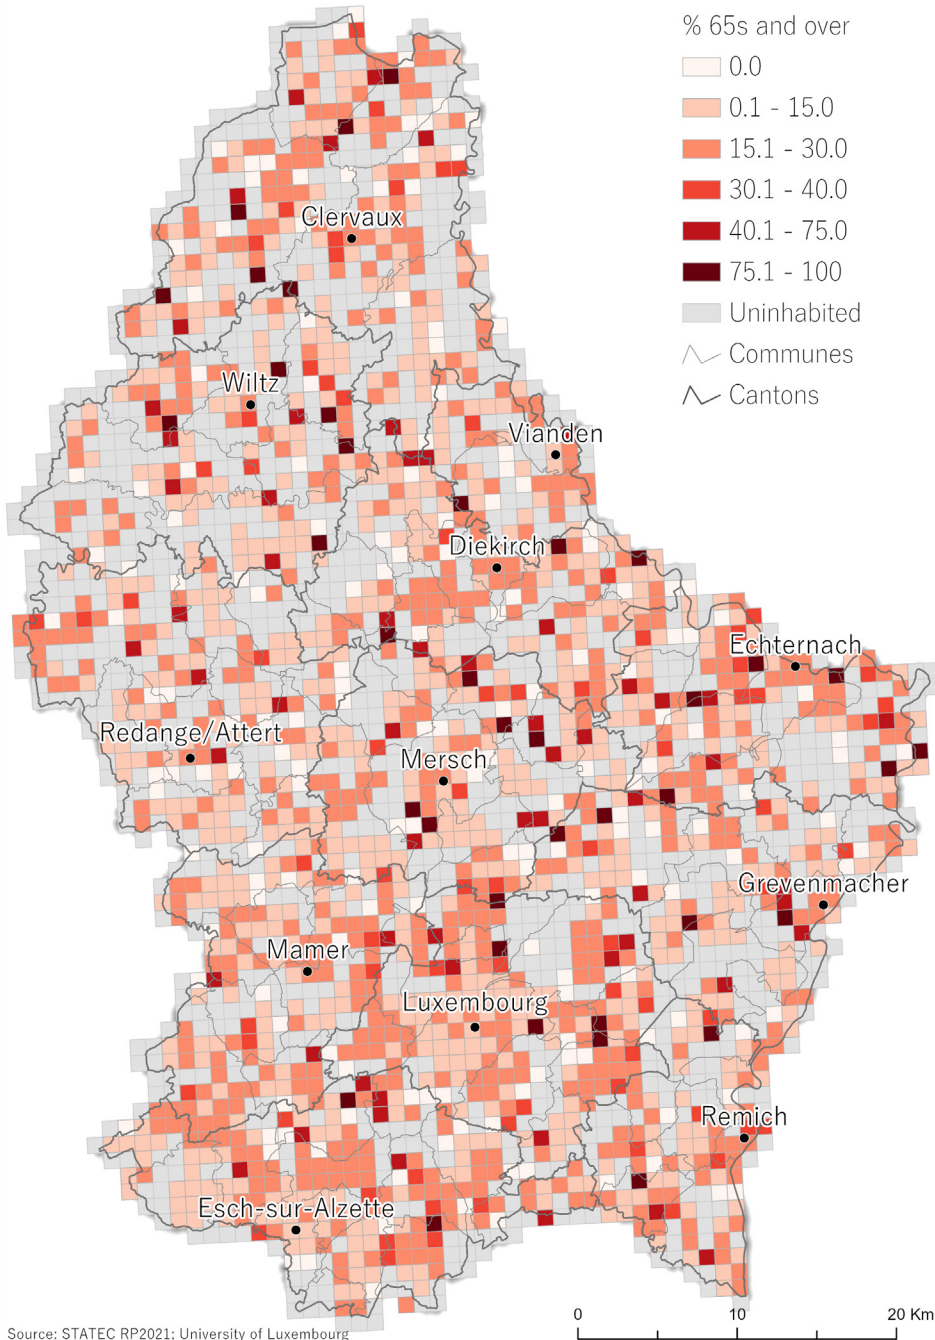 % 65s and over
0.0
0.1 - 15.0
15.1 - 30.0
30.1 - 40.0
40.1 - 75.0
75.1 - 100
Uninhabited
Communes
Cantons
Clervaux
Wiltz
Vianden
Diekirch
Echternach
Redange/Attert
Mersch
Grevenmacher
Mamer
Luxembourg
Remich
Esch-sur-Alzette
0 10 20 Km
Source: STATEC RP2021; University of Luxembourg